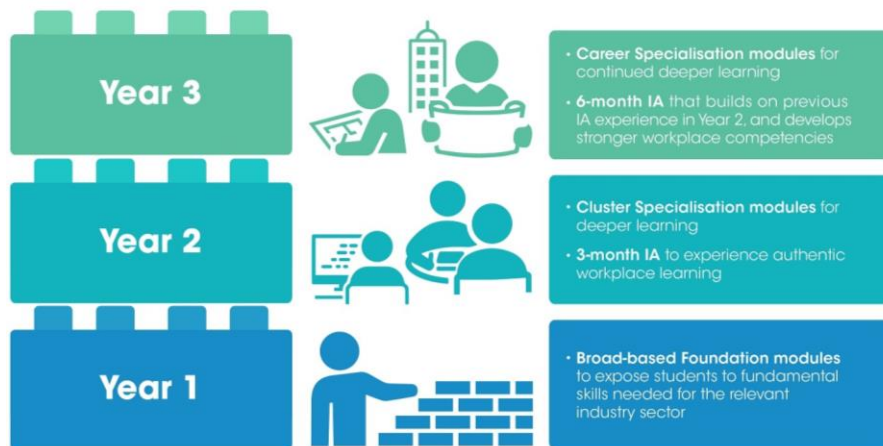 Year 3
• Career Specialisation modules for
continued deeper learning
• 6-month IA that builds on previous
IA experience in Year 2, and develops
stronger workplace competencies
Year 2
• Cluster Specialisation modules for
deeper learning
• 3-month IA to experience authentic
workplace learning
Year 1
• Broad-based Foundation modules
to expose students to fundamental
skills needed for the relevant
industry sector